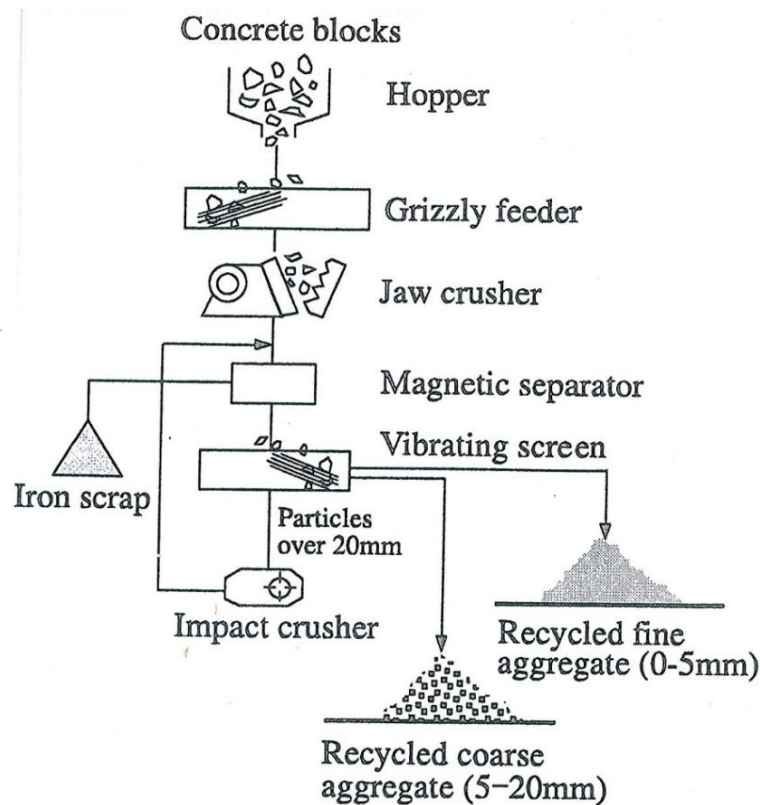 Concrete blocks
Hopper
Grizzly feeder
Jaw crusher
Magnetic separator
Vibrating screen
Iron scrap
Particles
over 20mm
Impact crusher
Recycled fine
aggregate (0-5mm)
Recycled coarse
aggregate (5-20mm)